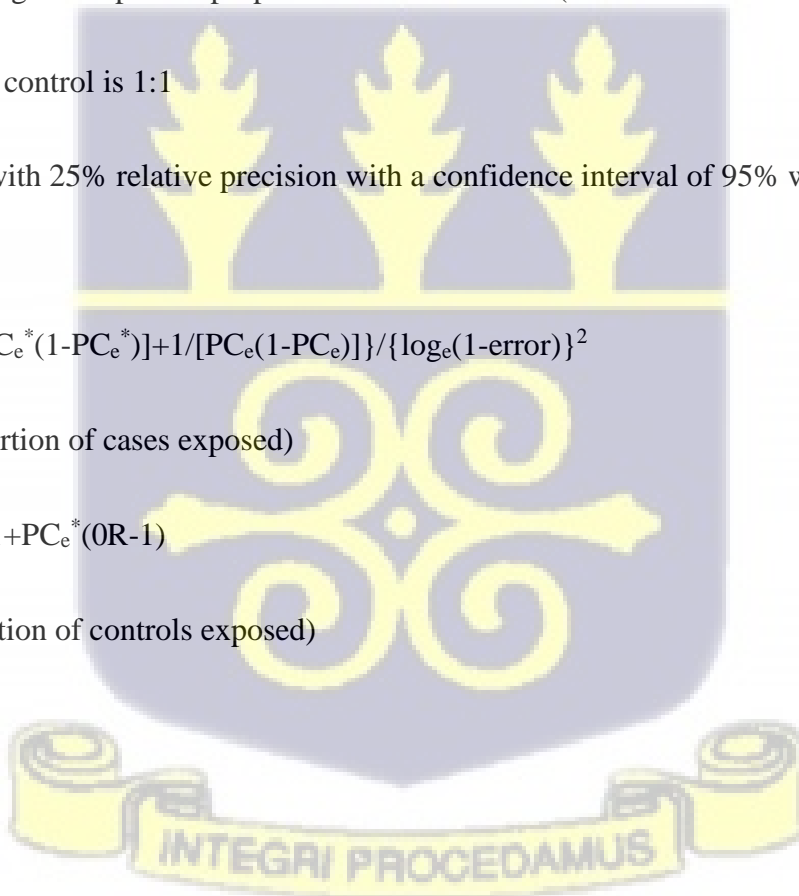 control is 1:1
with 25% relative precision with a confidence interval of 95% w
Cₑ*(1-PCₑ*)]+1/[PCₑ(1-PCₑ)]}/{logₑ(1-error)}²
rtion of cases exposed)
+PCₑ*(0R-1)
tion of controls exposed)
INTEGRI PROCEDAMUS